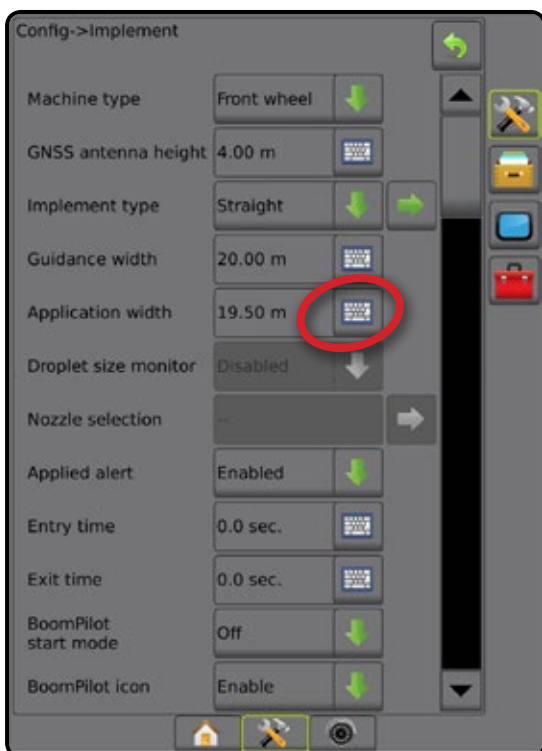 Config->Implement
Machine type Front wheel
GNSS antenna height 4.00 m
Implement type Straight
Guidance width 20.00 m
Application width 19.50 m
Droplet size monitor Disabled
Nozzle selection --
Applied alert Enabled
Entry time 0.0 sec.
Exit time 0.0 sec.
BoomPilot
start mode Off
BoomPilot icon Enable